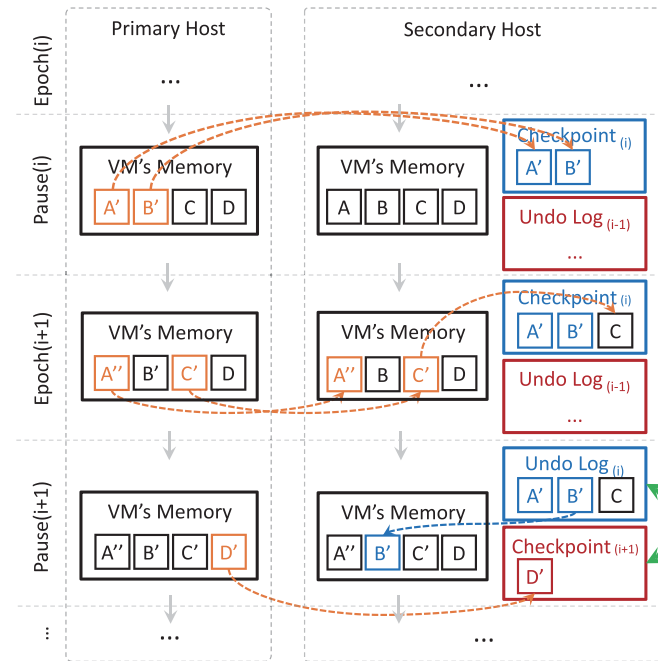 Primary Host
Secondary Host
Epoch(i)
...
...
Pause(i)
VM's Memory
A' B' C D
VM's Memory
A B C D
Checkpoint (i)
A' B'
Undo Log (i-1)
...
Epoch(i+1)
VM's Memory
A'' B' C' D
VM's Memory
A'' B C' D
Checkpoint (i)
A' B' C
Undo Log (i-1)
...
Pause(i+1)
VM's Memory
A'' B' C' D'
VM's Memory
A'' B' C' D
Undo Log (i)
A' B' C
Checkpoint (i+1)
D'
...
...
...